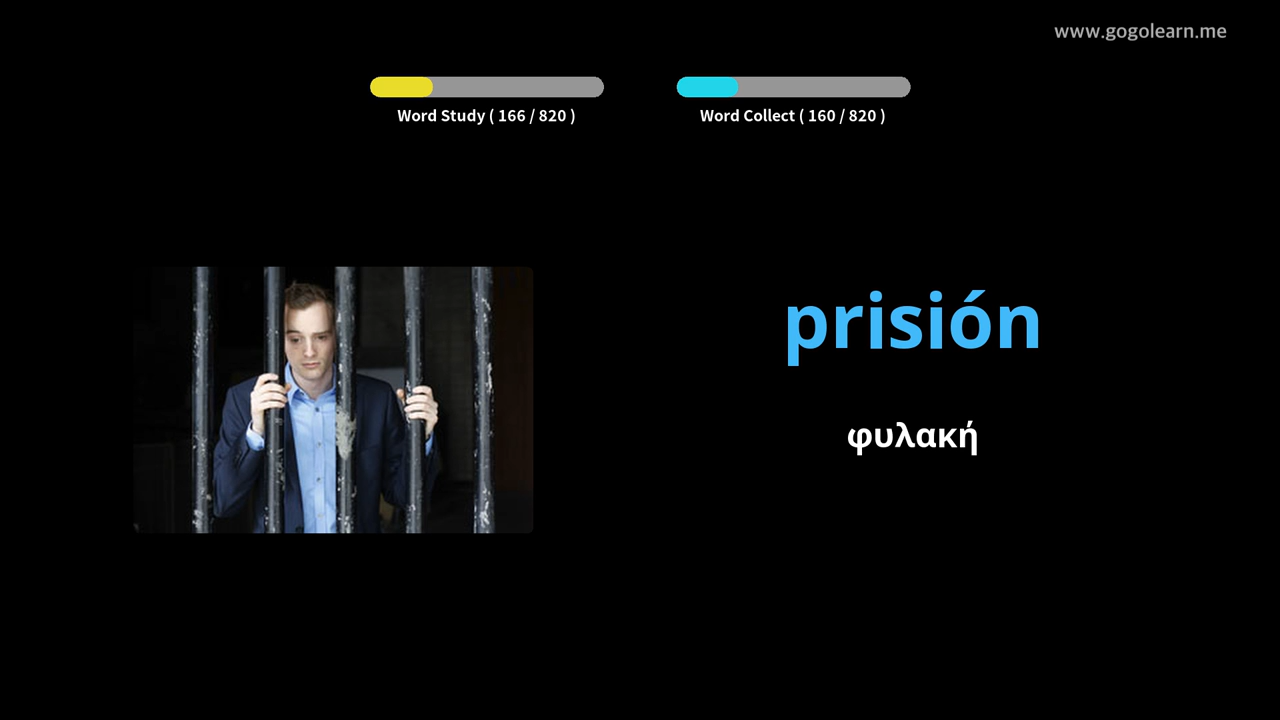 www.gogolearn.me
Word Study ( 166 / 820 )
Word Collect ( 160 / 820 )
prisión
φυλακή